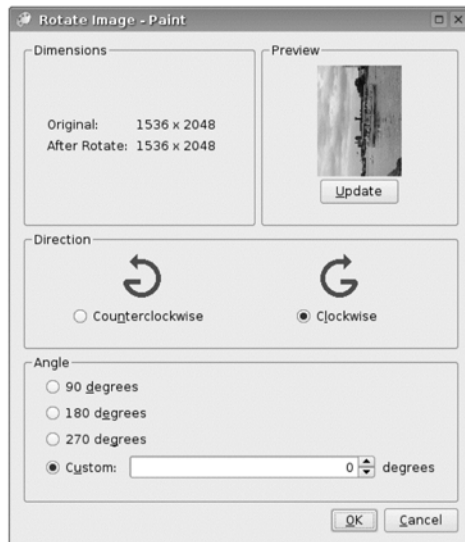 Rotate Image - Paint
Dimensions
Original: 1536 x 2048
After Rotate: 1536 x 2048
Preview
Update
Direction
Counterclockwise
Clockwise
Angle
90 degrees
180 degrees
270 degrees
Custom: 0 degrees
OK Cancel